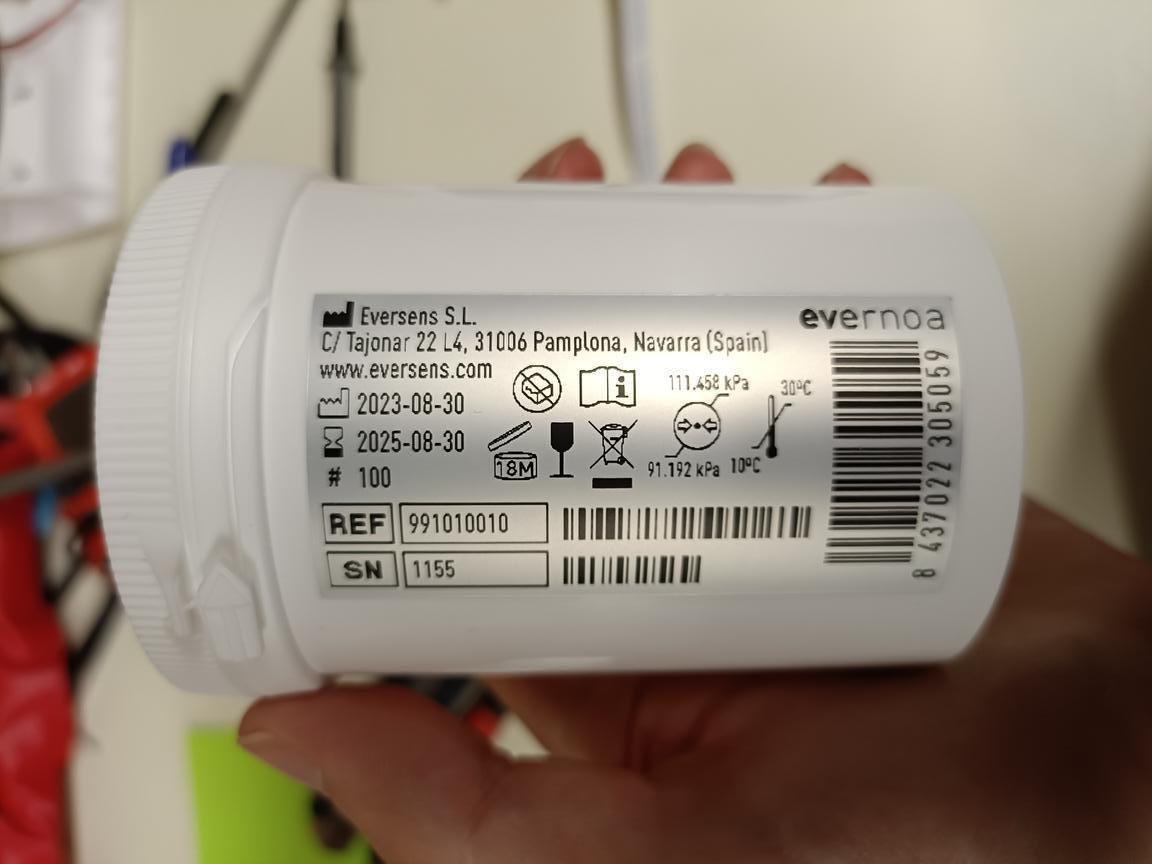 Eversens S.L.
C/ Tajonar 22 L4, 31006 Pamplona, Navarra (Spain)
www.eversens.com
2023-08-30
2025-08-30
# 100
18M
111.458 kPa
91.192 kPa
30ºC
10ºC
REF 991010010
SN 1155
evernoa
8 437022 305059